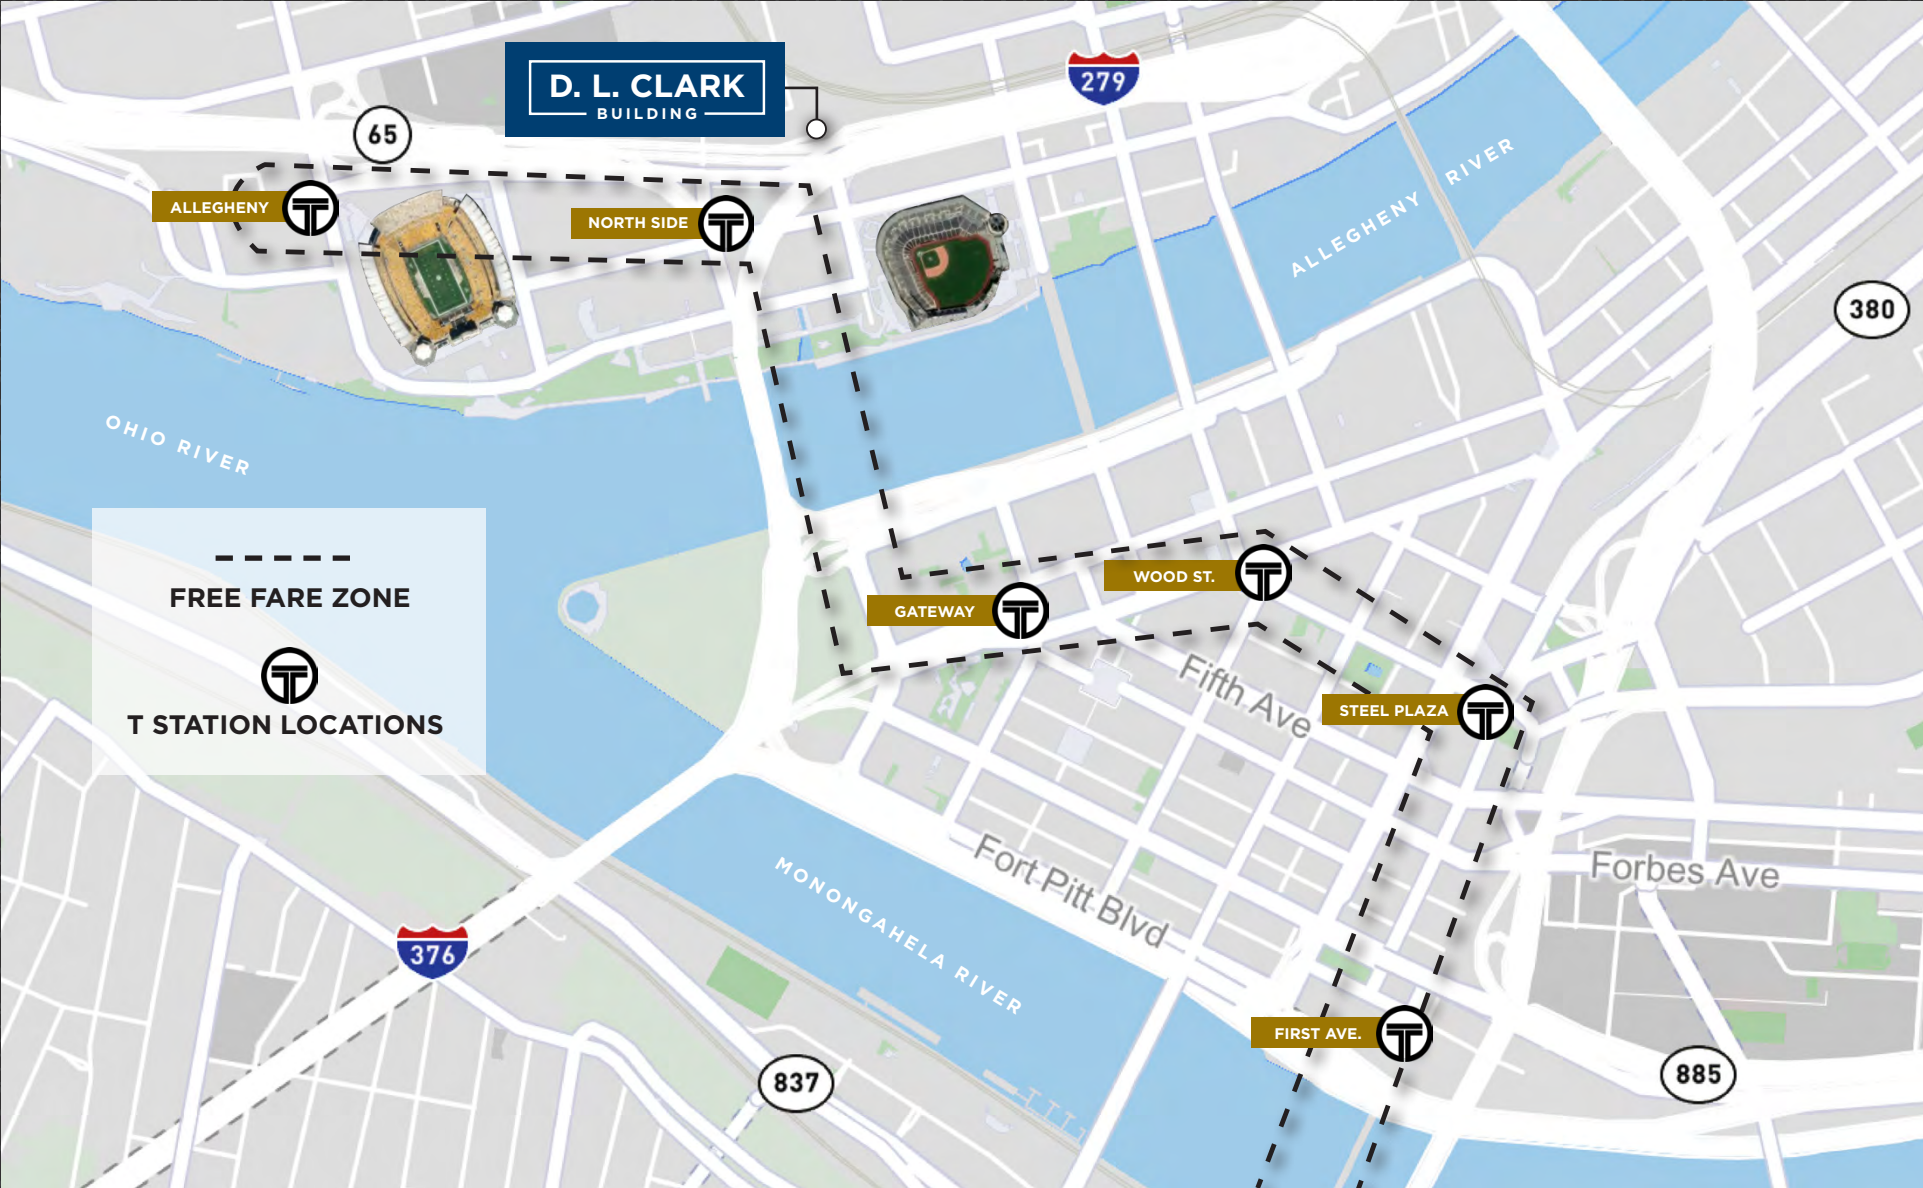 D. L. CLARK
BUILDING
279
65
ALLEGHENY
NORTH SIDE
ALLEGHENY RIVER
380
OHIO RIVER
FREE FARE ZONE
T STATION LOCATIONS
WOOD ST.
GATEWAY
Fifth Ave
STEEL PLAZA
Fort Pitt Blvd
Forbes Ave
MONONGAHELA RIVER
376
FIRST AVE.
837
885